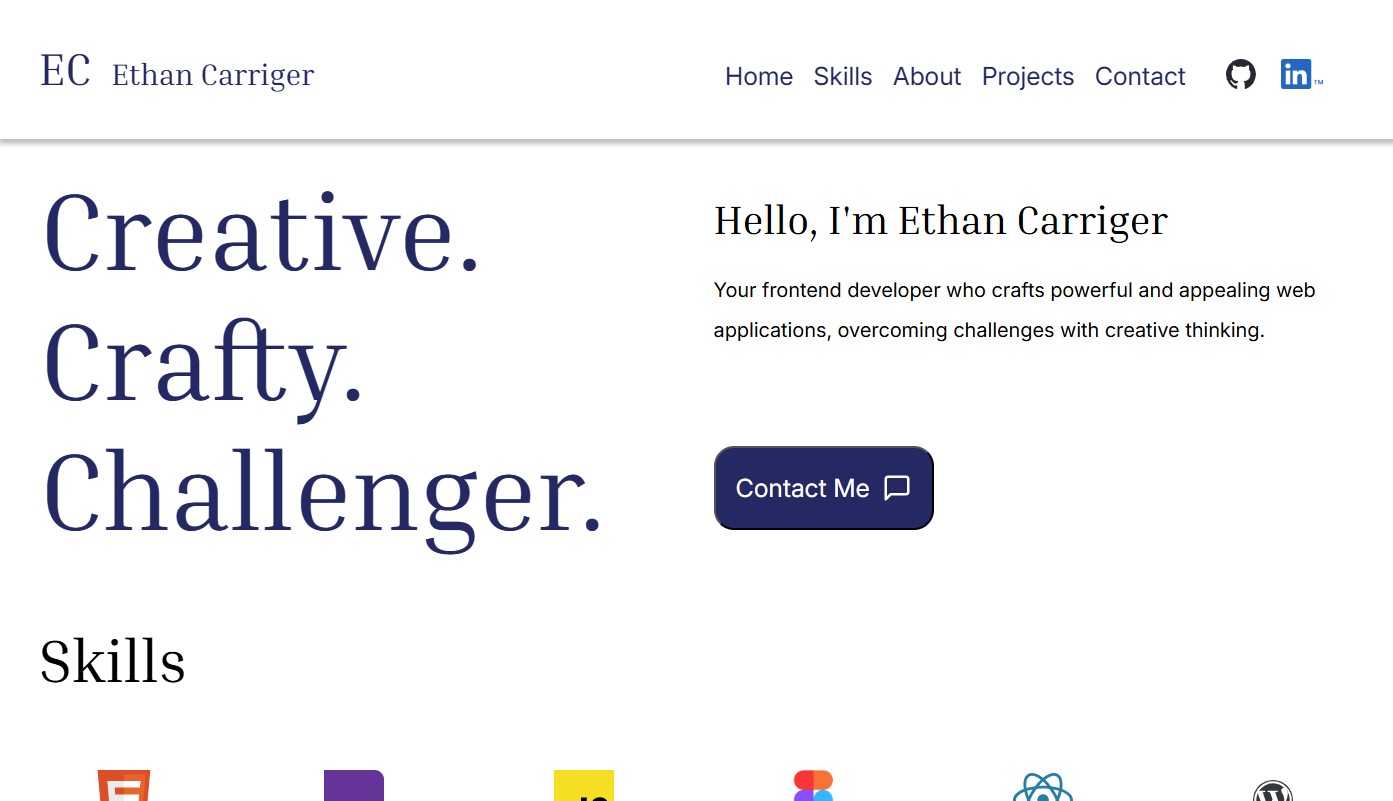 EC Ethan Carriger
Home Skills About Projects Contact in™
Creative.
Crafty.
Challenger.
Hello, I'm Ethan Carriger
Your frontend developer who crafts powerful and appealing web
applications, overcoming challenges with creative thinking.
Contact Me
Skills